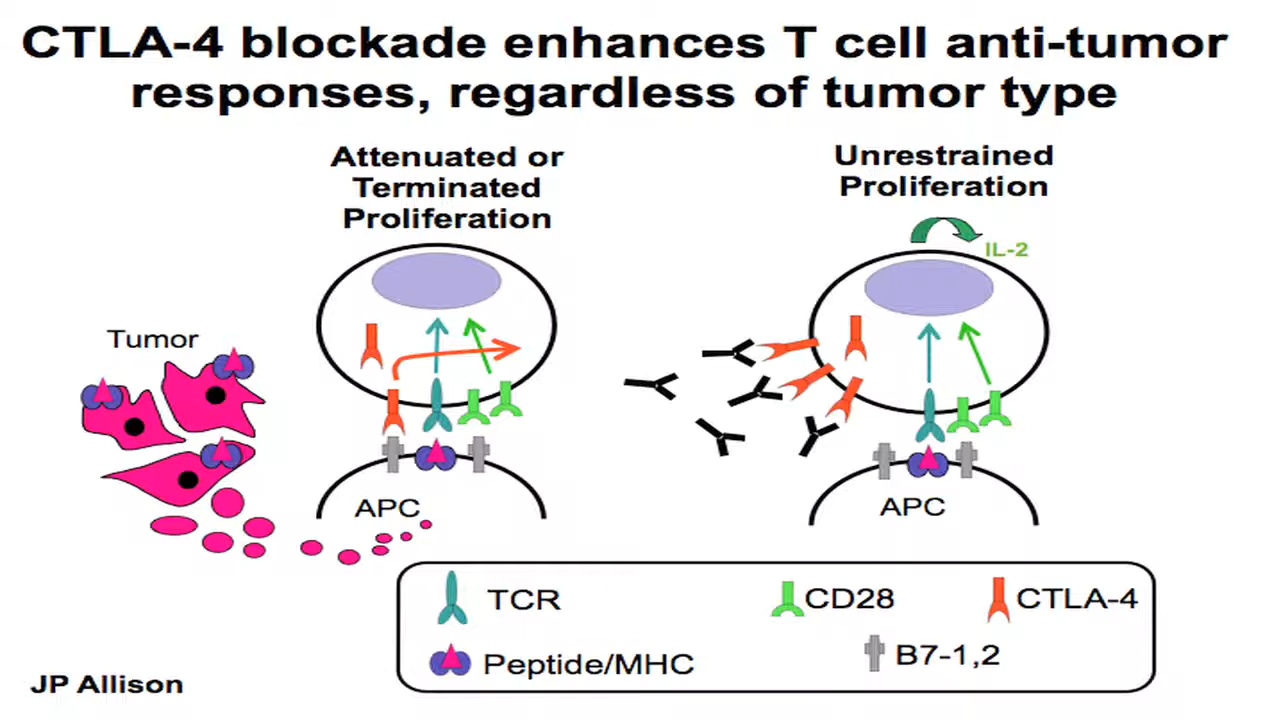 CTLA-4 blockade enhances T cell anti-tumor
responses, regardless of tumor type
Attenuated or
Terminated
Proliferation
Unrestrained
Proliferation
IL-2
Tumor
APC
APC
TCR
CD28
CTLA-4
Peptide/MHC
B7-1,2
JP Allison